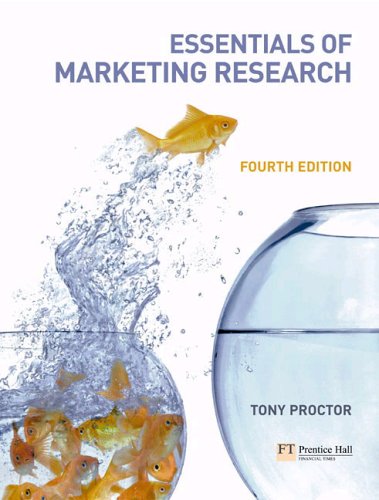 ESSENTIALS OF
MARKETING RESEARCH
FOURTH EDITION
TONY PROCTOR
FT Prentice Hall
FINANCIAL TIMES